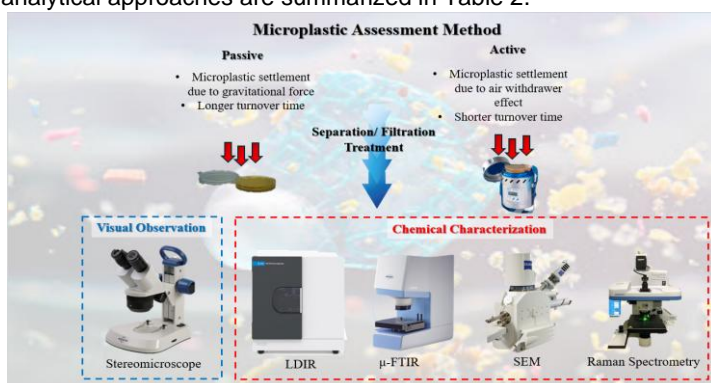 analytical approaches are summarized in Table 2.
Microplastic Assessment Method
Passive
• Microplastic settlement
due to gravitational force
• Longer turnover time
Active
• Microplastic settlement
due to air withdrawer
effect
• Shorter turnover time
Separation/ Filtration
Treatment
Visual Observation
Stereomicroscope
Chemical Characterization
LDIR
μ-FTIR
SEM
Raman Spectrometry